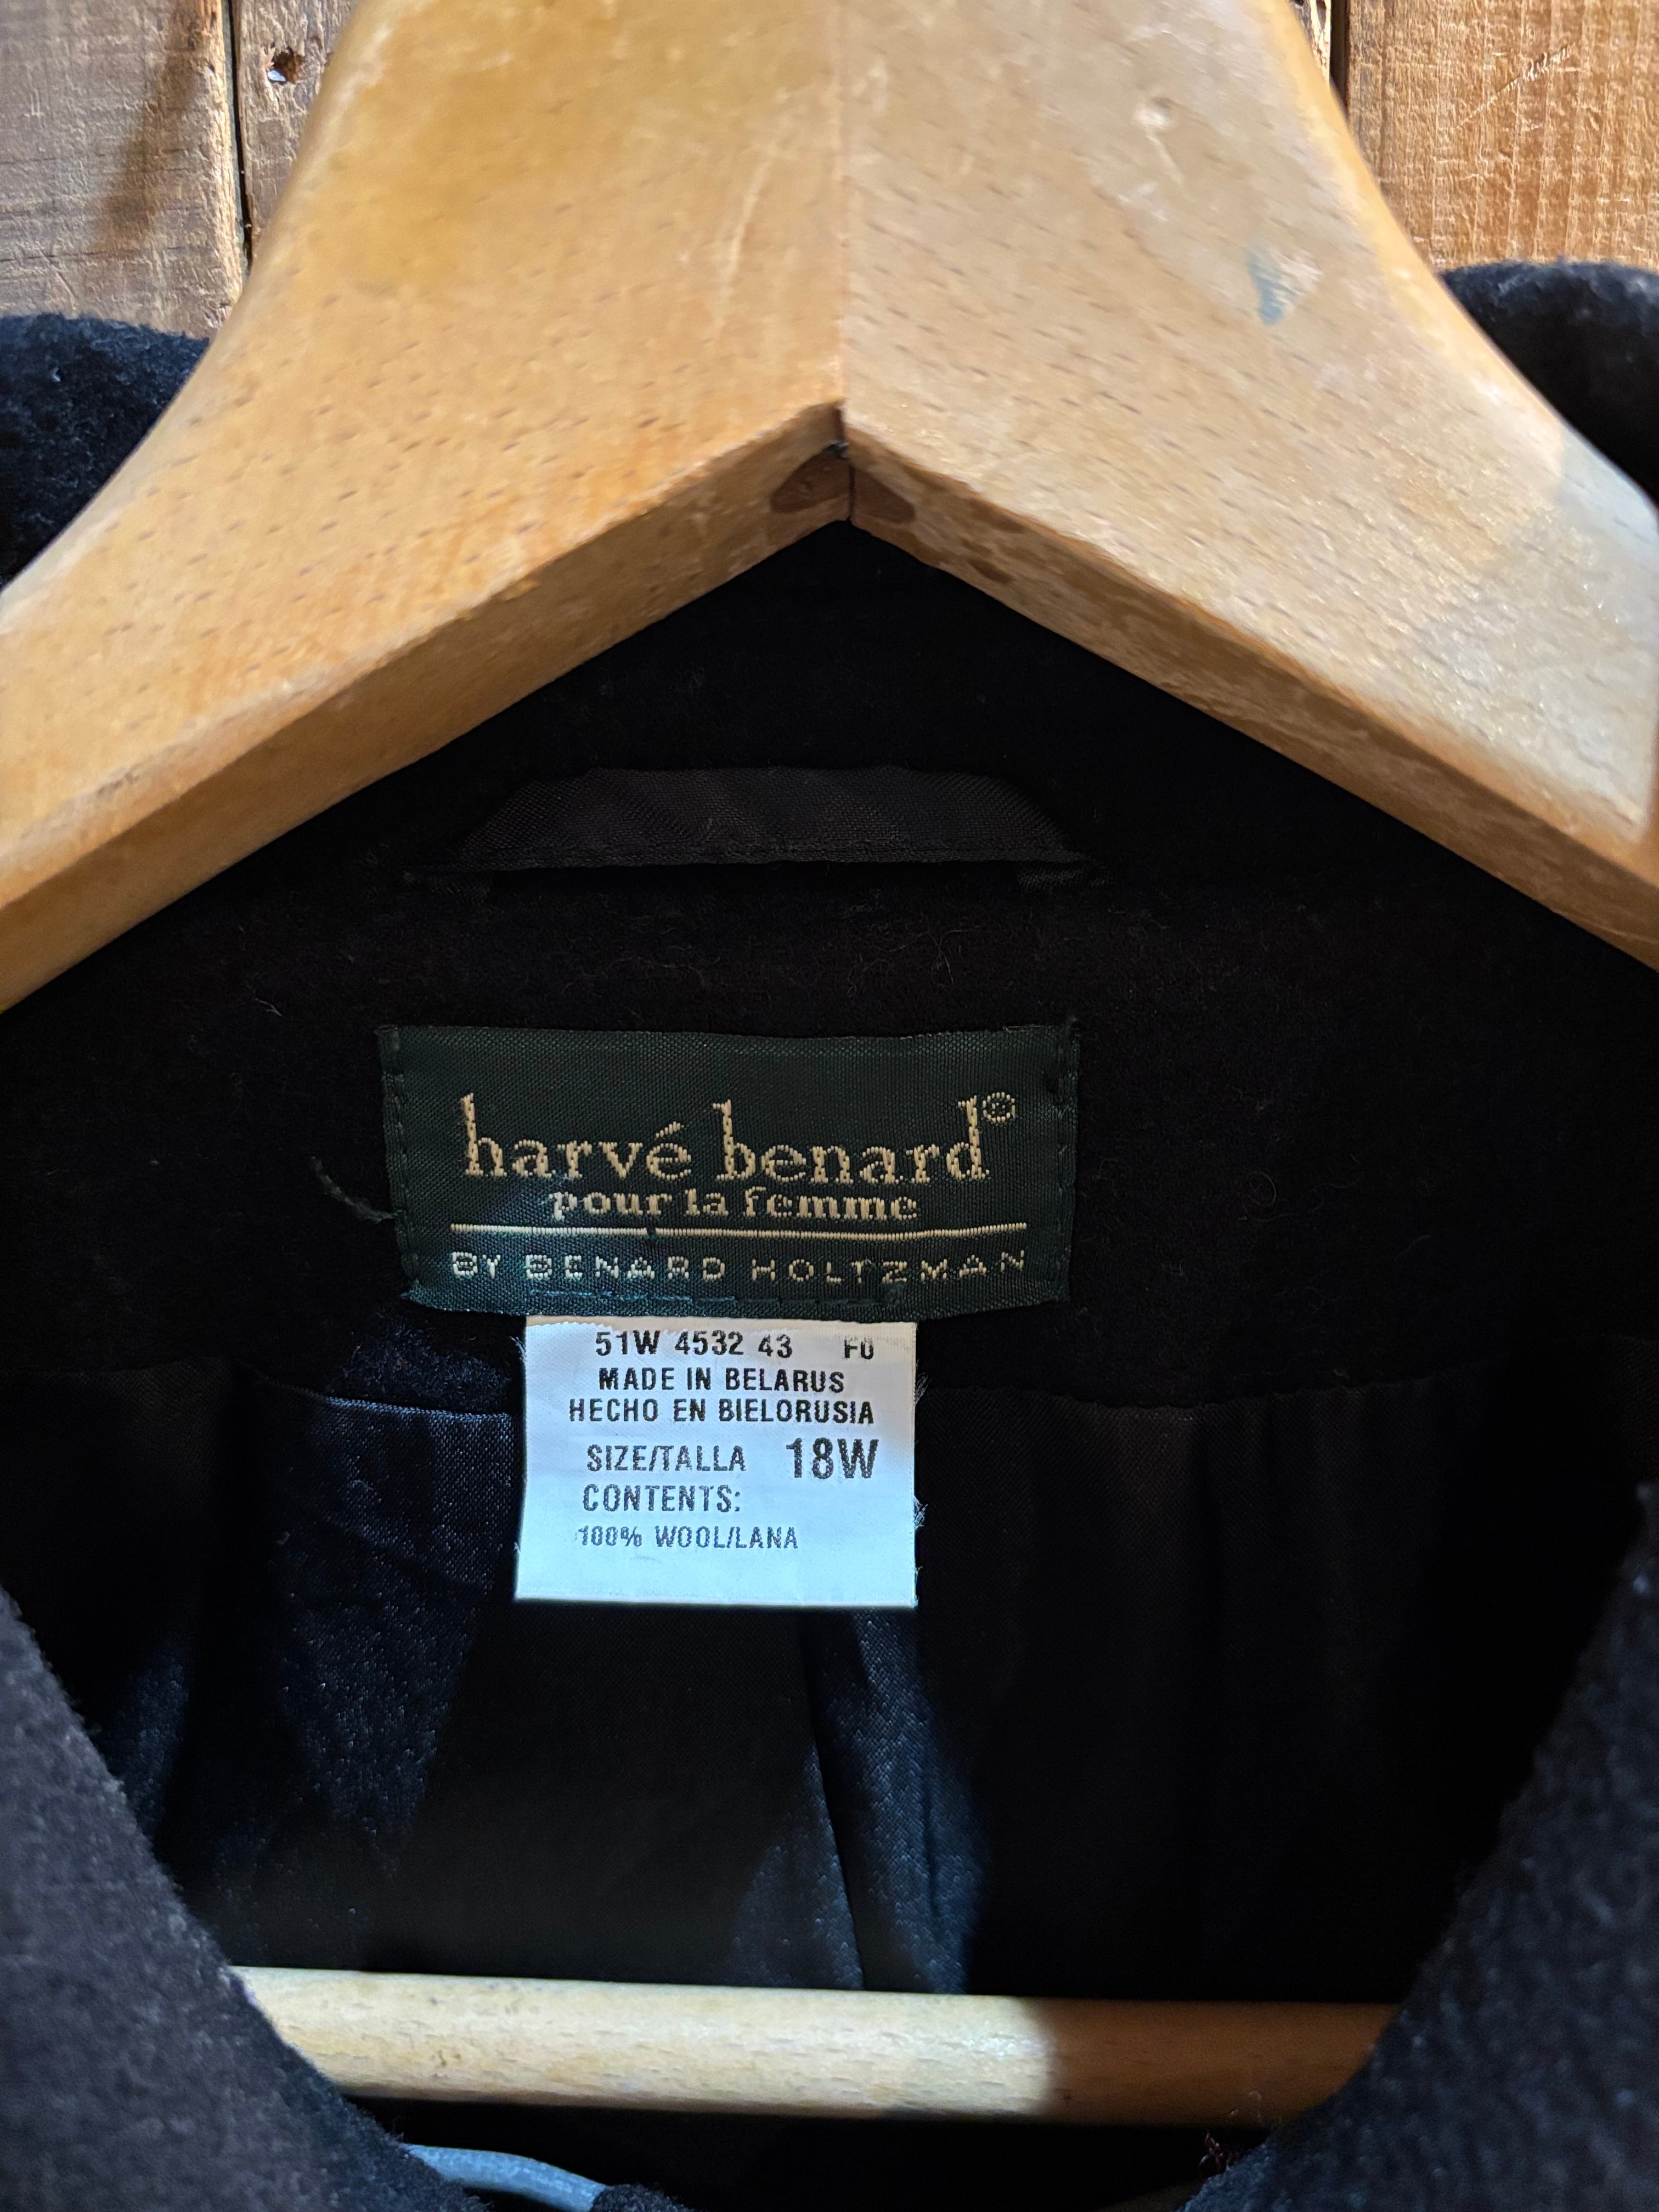 harvé benard©
pour la femme
BY BENARD HOLTZMAN
51W 4532 43 F0
MADE IN BELARUS
HECHO EN BIELORUSIA
SIZE/TALLA 18W
CONTENTS:
100% WOOL/LANA